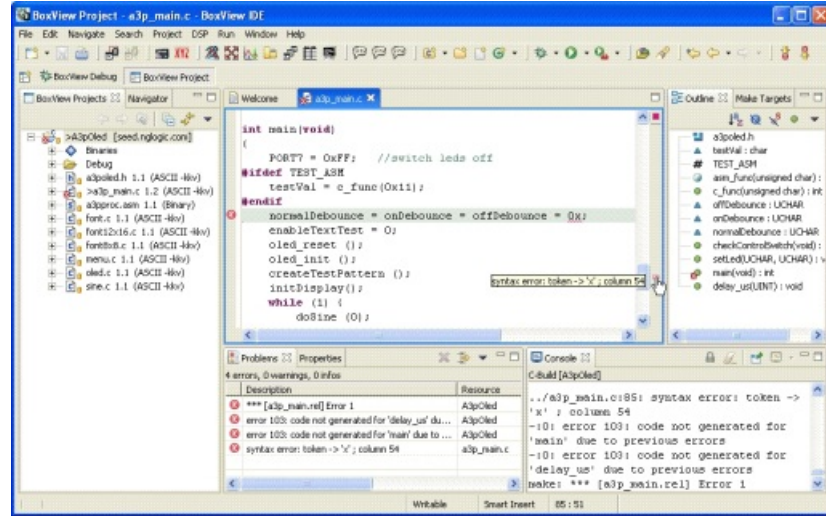 BoxView Project - a3p_main.c - BoxView IDE
File Edit Navigate Search Project DSP Run Window Help
BoxView Debug BoxView Project
BoxView Projects Navigator
>A3pOled [seed.nglogic.com]
Binaries
Debug
a3poled.h 1.1 (ASCII -kkv)
>a3p_main.c 1.2 (ASCII -kkv)
a3pproc.asm 1.1 (Binary)
font.c 1.1 (ASCII -kkv)
font12x16.c 1.1 (ASCII -kkv)
font8x8.c 1.1 (ASCII -kkv)
menu.c 1.1 (ASCII -kkv)
oled.c 1.1 (ASCII -kkv)
sine.c 1.1 (ASCII -kkv)
Welcome a3p_main.c
int main(void)
{
PORT7 = 0xFF; //switch leds off
#ifdef TEST_ASM
testVal = c_func(0x11);
#endif
normalDebounce = onDebounce = offDebounce = 0x;
enableTextTest = 0;
oled_reset ();
oled_init ();
createTestPattern ();
initDisplay();
while (1) {
doSine (0);
syntax error: token -> 'x' ; column 54
Outline Make Targets
a3poled.h
testVal : char
TEST_ASM
asm_func(unsigned char) :
c_func(unsigned char) : int
offDebounce : UCHAR
onDebounce : UCHAR
normalDebounce : UCHAR
checkControlSwitch(void) :
setLed(UCHAR, UCHAR) : v
main(void) : int
delay_us(UINT) : void
Problems Properties
4 errors, 0 warnings, 0 infos
Description Resource
*** [a3p_main.rel] Error 1 A3pOled
error 103: code not generated for 'delay_us' du... A3pOled
error 103: code not generated for 'main' due to ... A3pOled
syntax error: token -> 'x' ; column 54 a3p_main.c
Console
C-Build [A3pOled]
../a3p_main.c:85: syntax error: token ->
'x' ; column 54
-:0: error 103: code not generated for
'main' due to previous errors
-:0: error 103: code not generated for
'delay_us' due to previous errors
make: *** [a3p_main.rel] Error 1
Writable Smart Insert 85 : 51